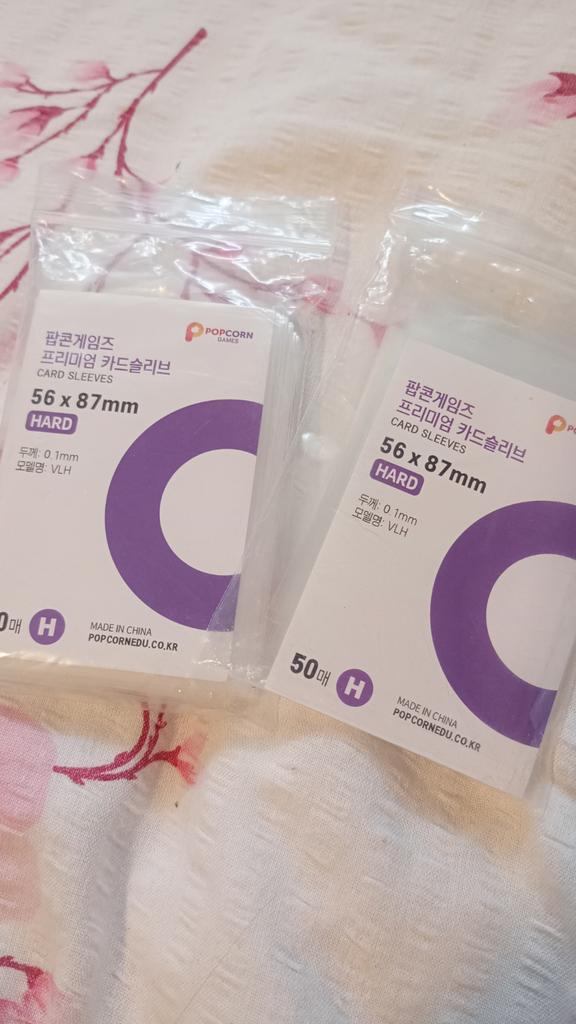 POPCORN
GAMES
팝콘게임즈
프리미엄 카드슬리브
CARD SLEEVES
56 x 87mm
HARD
두께: 0.1mm
모델명: VLH
0매 H
MADE IN CHINA
POPCORNEDU.CO.KR
팝콘게임즈
프리미엄 카드슬리브
CARD SLEEVES
56 x 87mm
HARD
두께: 0.1mm
모델명: VLH
50매 H
MADE IN CHINA
POPCORNEDU.CO.KR